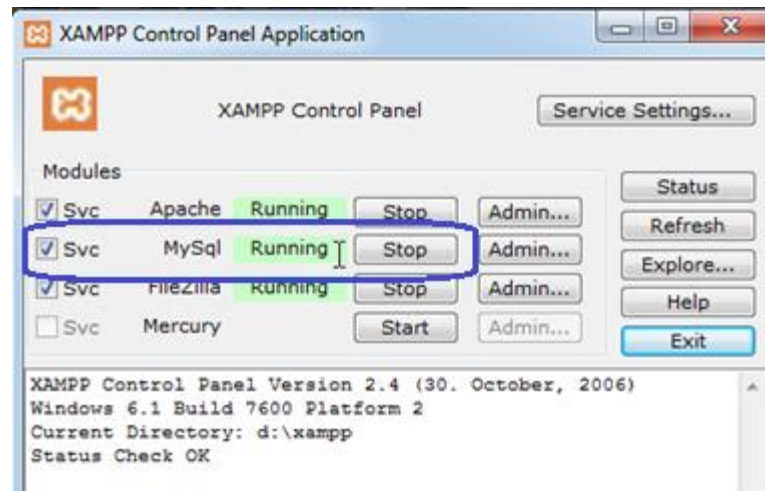 XAMPP Control Panel Application
XAMPP Control Panel
Service Settings...
Modules
Svc Apache Running Stop Admin...
Svc MySql Running Stop Admin...
Svc FileZilla Running Stop Admin...
Svc Mercury Start Admin...
Status
Refresh
Explore...
Help
Exit
XAMPP Control Panel Version 2.4 (30. October, 2006)
Windows 6.1 Build 7600 Platform 2
Current Directory: d:\xampp
Status Check OK